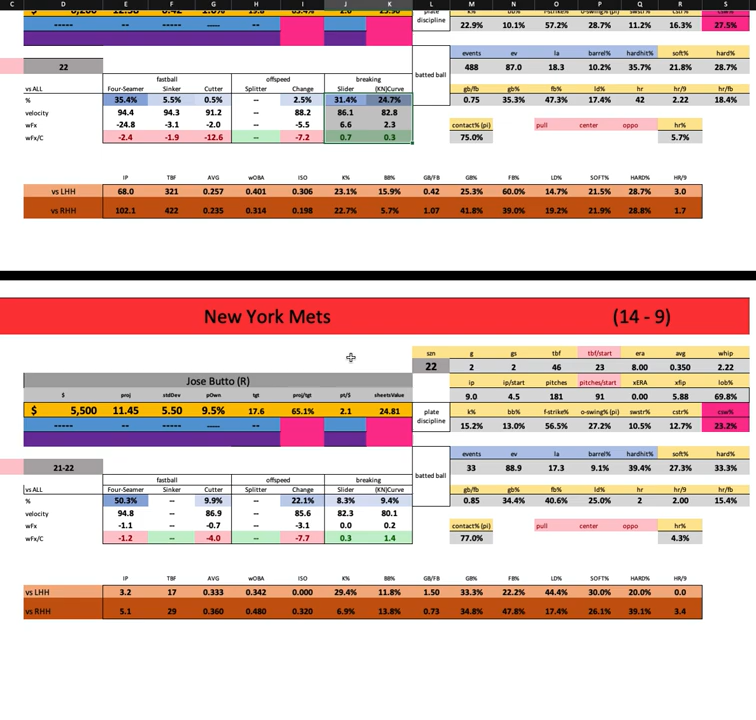 C D E F G H I J K L M N O P Q R S
discipline 22.9% 10.1% 57.2% 28.7% 11.2% 16.3% 27.5%
----- -- ----- ---- --
events ev la barrel% hardhit% soft% hard%
22 488 87.0 18.3 10.2% 35.7% 21.8% 28.7%
batted ball
fastball offspeed breaking
vs ALL Four-Seamer Sinker Cutter Splitter Change Slider (KN)Curve gb/fb gb% fb% ld% hr hr/9 hr/fb
% 35.4% 5.5% 0.5% -- 2.5% 31.4% 24.7% 0.75 35.3% 47.3% 17.4% 42 2.22 18.4%
velocity 94.4 94.3 91.2 -- 88.2 86.1 82.8
wFx -24.8 -3.1 -2.0 -- -5.5 6.6 2.3 contact% (pi) pull center oppo hr%
wFx/C -2.4 -1.9 -12.6 -- -7.2 0.7 0.3 75.0% 5.7%
IP TBF AVG wOBA ISO K% BB% GB/FB GB% FB% LD% SOFT% HARD% HR/9
vs LHH 68.0 321 0.257 0.401 0.306 23.1% 15.9% 0.42 25.3% 60.0% 14.7% 21.5% 28.7% 3.0
vs RHH 102.1 422 0.235 0.314 0.198 22.7% 5.7% 1.07 41.8% 39.0% 19.2% 21.9% 28.8% 1.7
New York Mets (14 - 9)
szn g gs tbf tbf/start era avg whip
22 2 2 46 23 8.00 0.350 2.22
Jose Butto (R) ip ip/start pitches pitches/start xERA xfip lob%
$ proj stdDev pOwn tgt proj/tgt pt/$ sheetsValue 9.0 4.5 181 91 0.00 5.88 69.8%
$ 5,500 11.45 5.50 9.5% 17.6 65.1% 2.1 24.81 plate discipline k% bb% f-strike% o-swing% (pi) swstr% cstr% csw%
----- -- ----- ---- -- 15.2% 13.0% 56.5% 27.2% 10.5% 12.7% 23.2%
events ev la barrel% hardhit% soft% hard%
21-22 33 88.9 17.3 9.1% 39.4% 27.3% 33.3%
batted ball
fastball offspeed breaking
vs ALL Four-Seamer Sinker Cutter Splitter Change Slider (KN)Curve gb/fb gb% fb% ld% hr hr/9 hr/fb
% 50.3% 9.9% 22.1% 8.3% 9.4% 0.85 34.4% 40.6% 25.0% 2 2.00 15.4%
velocity 94.8 86.9 85.6 82.3 80.1
wFx -1.1 -0.7 -3.1 0.0 0.2 contact% (pi) pull center oppo hr%
wFx/C -1.2 -- -4.0 -- -7.7 0.3 1.4 77.0% 4.3%
IP TBF AVG wOBA ISO K% BB% GB/FB GB% FB% LD% SOFT% HARD% HR/9
vs LHH 3.2 17 0.333 0.342 0.000 29.4% 11.8% 1.50 33.3% 22.2% 44.4% 30.0% 20.0% 0.0
vs RHH 5.1 29 0.360 0.480 0.320 6.9% 13.8% 0.73 34.8% 47.8% 17.4% 26.1% 39.1% 3.4